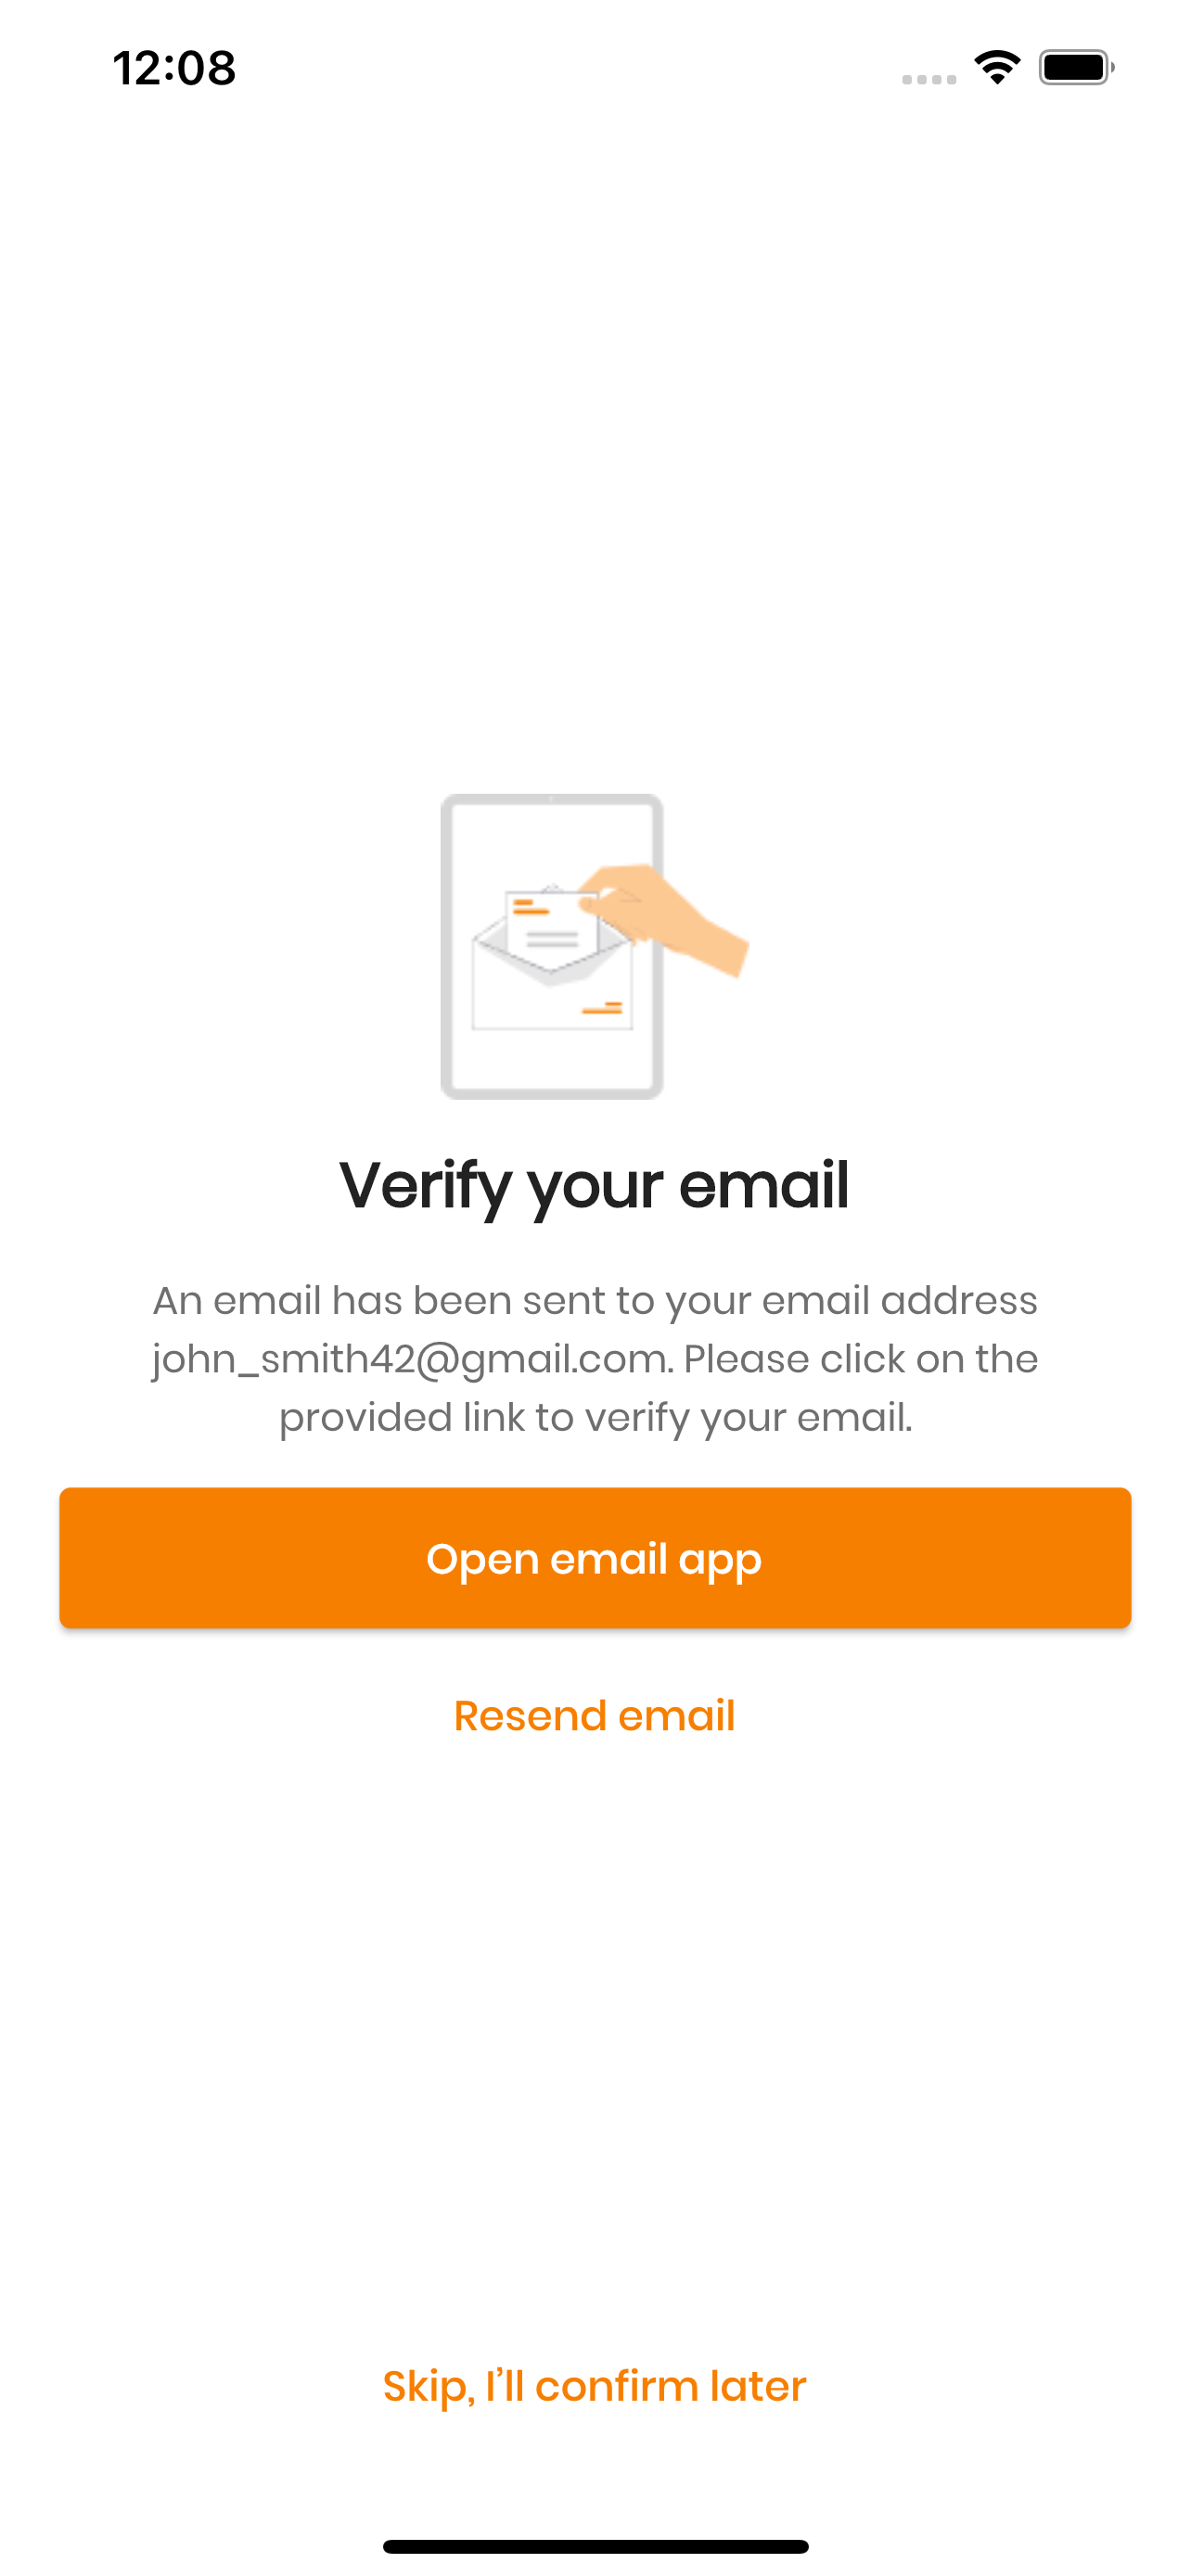 12:08
Verify your email
An email has been sent to your email address
john_smith42@gmail.com. Please click on the
provided link to verify your email.
Open email app
Resend email
Skip, I'll confirm later